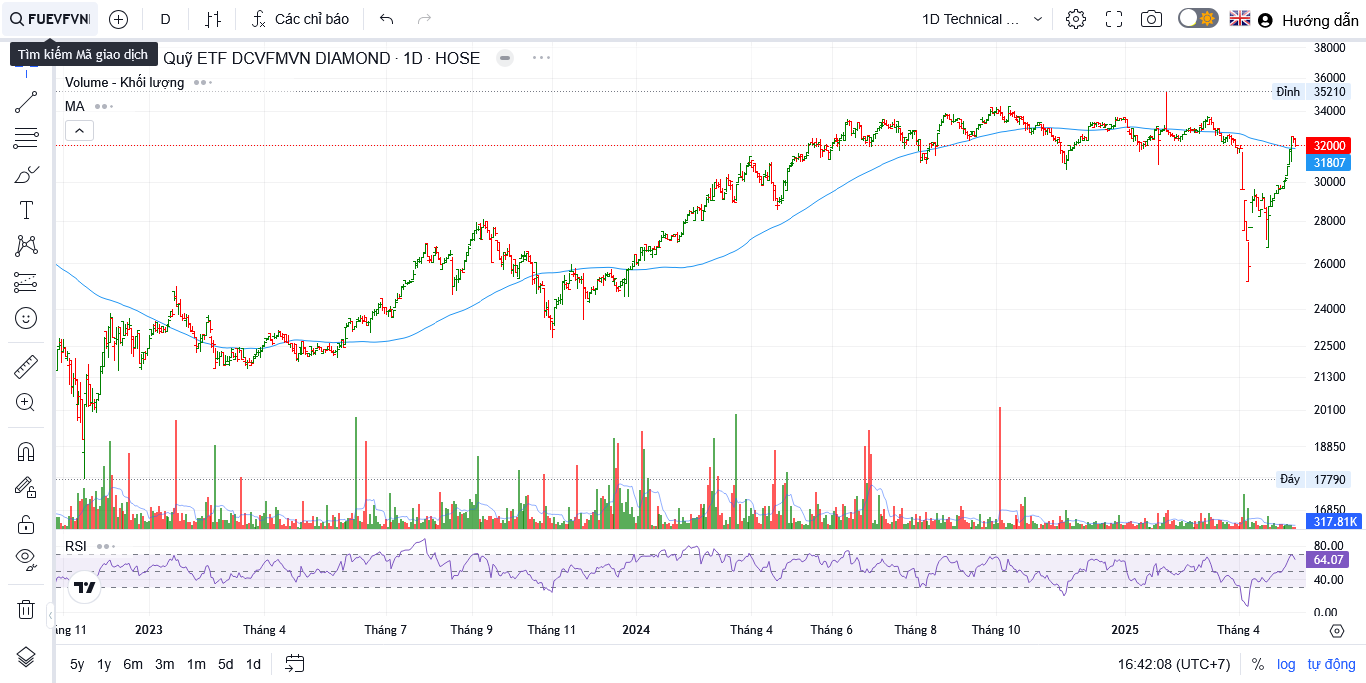 FUEVFVN
D
Các chỉ báo
1D Technical ...
Hướng dẫn
Tìm kiếm Mã giao dịch
Quỹ ETF DCVFMVN DIAMOND · 1D · HOSE
Volume - Khối lượng
MA
38000
36000
Đỉnh 35210
34000
32000
31807
30000
28000
26000
24000
22500
21300
20100
18850
Đáy 17790
16850
317.81K
RSI
80.00
64.07
40.00
0.00
áng 11 2023 Tháng 4 Tháng 7 Tháng 9 Tháng 11 2024 Tháng 4 Tháng 6 Tháng 8 Tháng 10 2025 Tháng 4
5y 1y 6m 3m 1m 5d 1d
16:42:08 (UTC+7) % log tự động